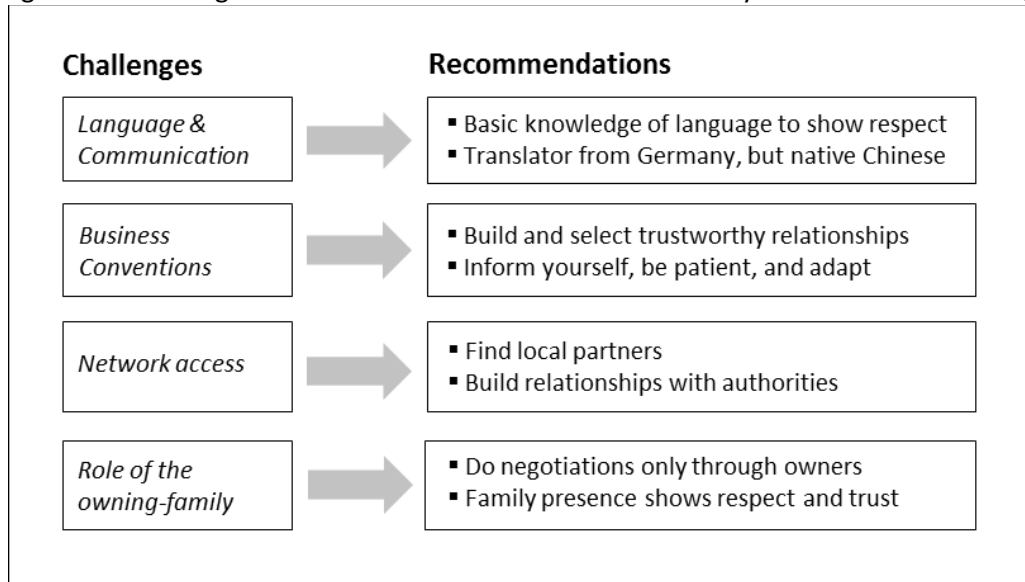 Challenges
Recommendations
Language &
Communication
▪ Basic knowledge of language to show respect
▪ Translator from Germany, but native Chinese
Business
Conventions
▪ Build and select trustworthy relationships
▪ Inform yourself, be patient, and adapt
Network access
▪ Find local partners
▪ Build relationships with authorities
Role of the
owning-family
▪ Do negotiations only through owners
▪ Family presence shows respect and trust